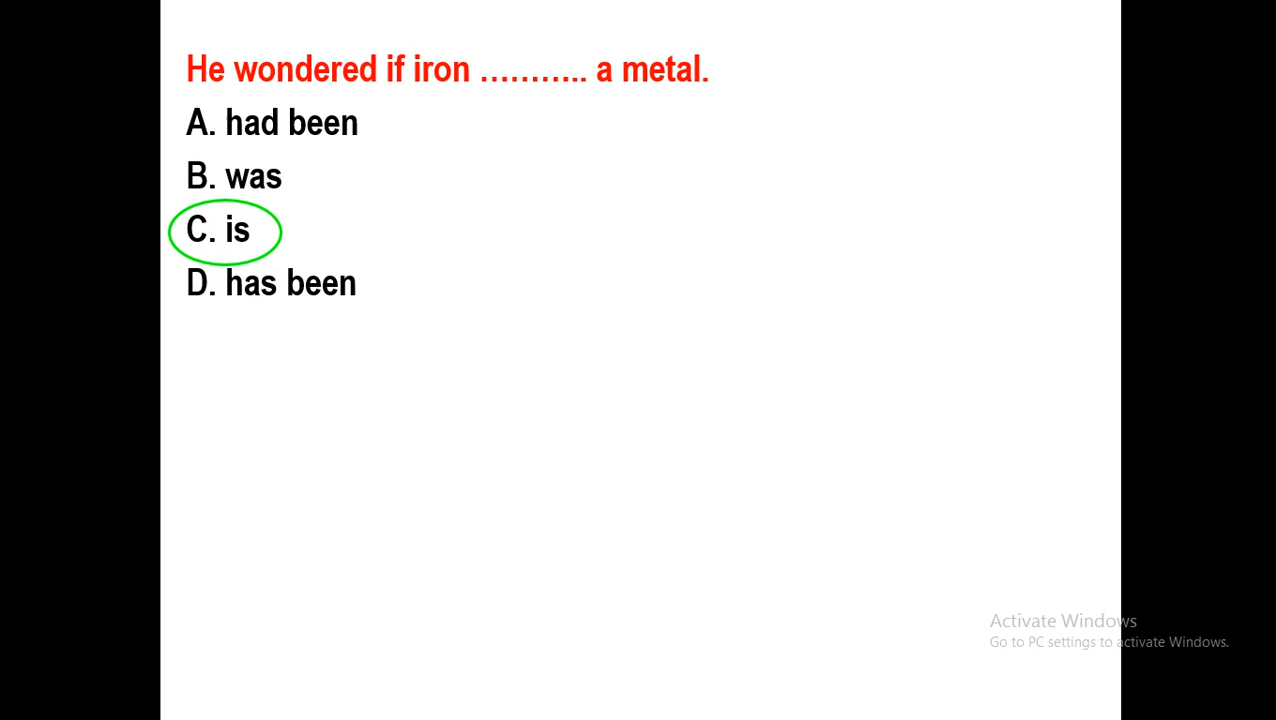 He wondered if iron ……….. a metal.
A. had been
B. was
C. is
D. has been
Activate Windows
Go to PC settings to activate Windows.